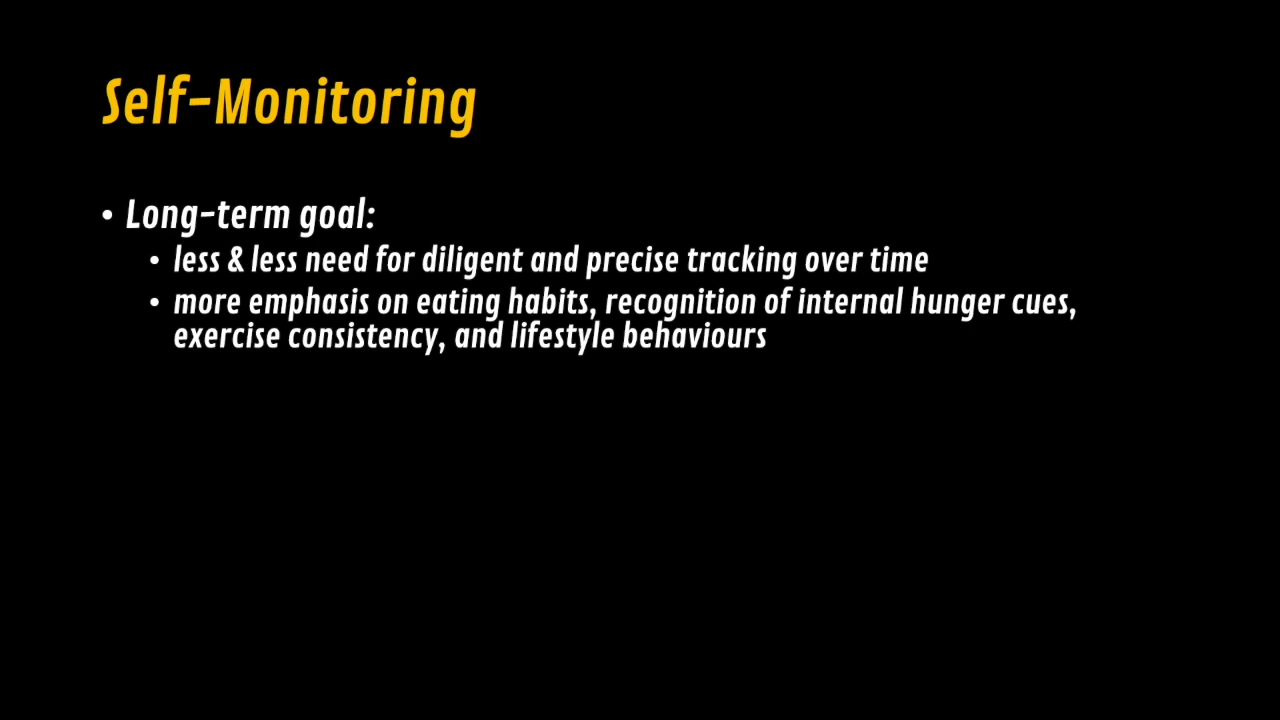 Self-Monitoring
• Long-term goal:
• less & less need for diligent and precise tracking over time
• more emphasis on eating habits, recognition of internal hunger cues,
exercise consistency, and lifestyle behaviours